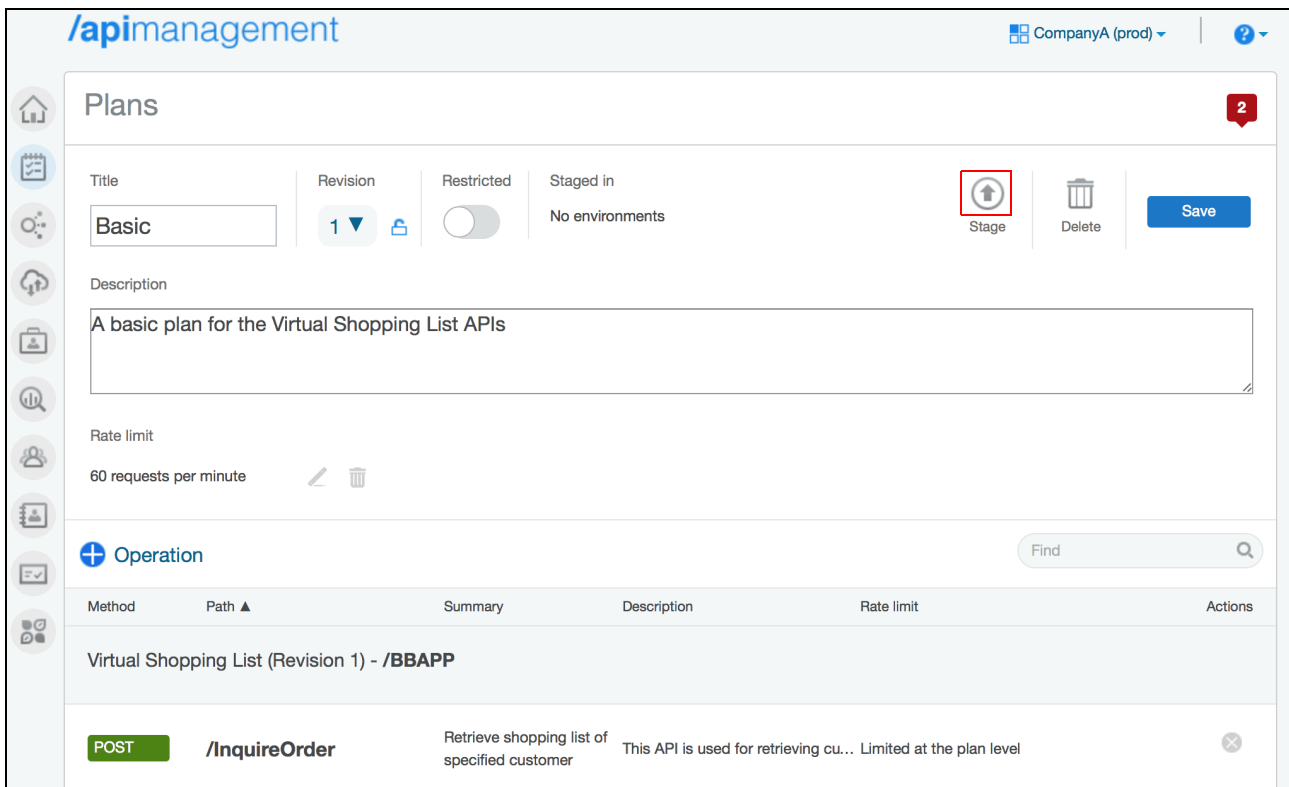 /apimanagement
CompanyA (prod)
?
Plans
2
Title
Revision
Restricted
Staged in
Basic
1
No environments
Stage
Delete
Save
Description
A basic plan for the Virtual Shopping List APIs
Rate limit
60 requests per minute
Operation
Find
Method Path ▲ Summary Description Rate limit Actions
Virtual Shopping List (Revision 1) - /BBAPP
POST
/InquireOrder
Retrieve shopping list of
specified customer
This API is used for retrieving cu...
Limited at the plan level